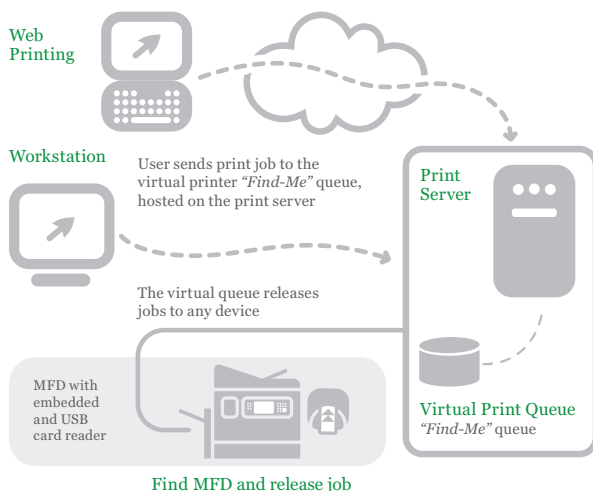 Web
Printing
Workstation
User sends print job to the
virtual printer “Find-Me” queue,
hosted on the print server
Print
Server
The virtual queue releases
jobs to any device
MFD with
embedded
and USB
card reader
Virtual Print Queue
“Find-Me” queue
Find MFD and release job